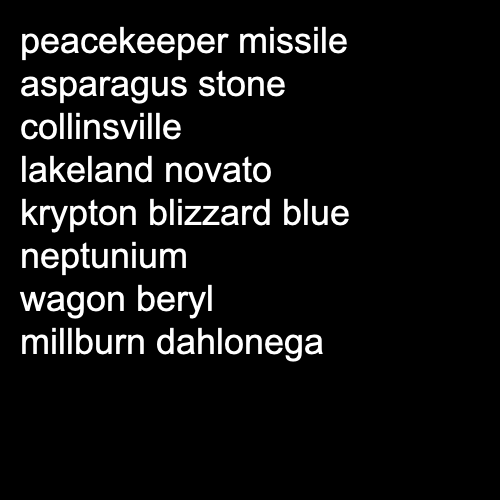 peacekeeper missile
asparagus stone
collinsville
lakeland novato
krypton blizzard blue
neptunium
wagon beryl
millburn dahlonega